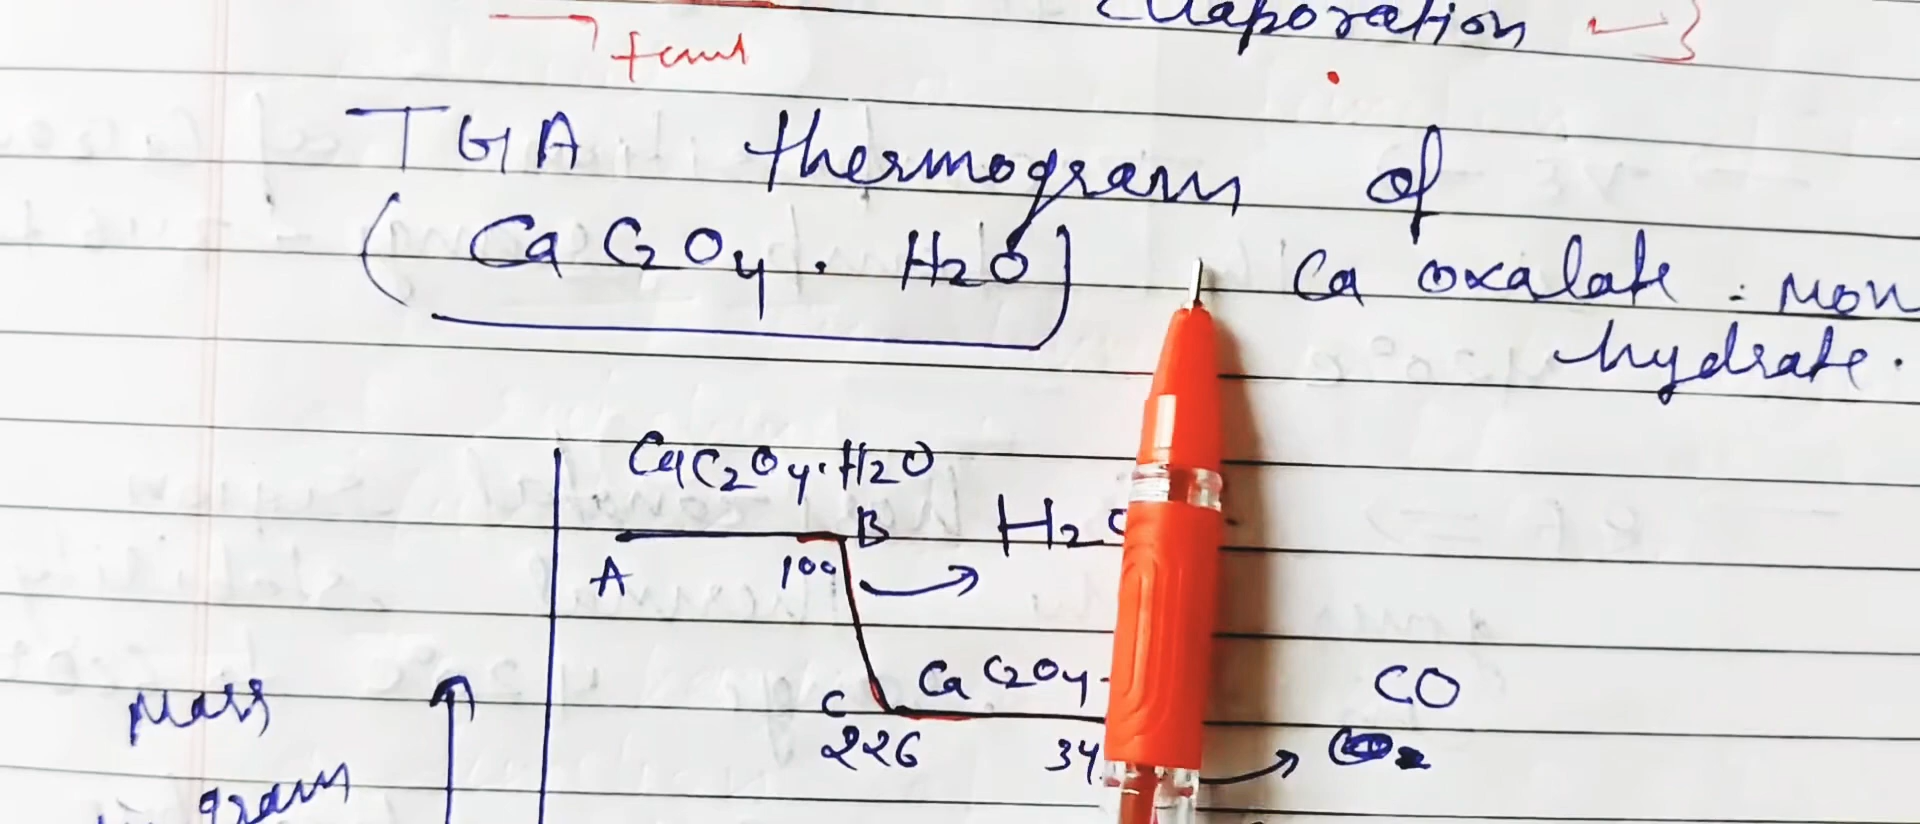 Evaporation
TGA thermogram of
(CaC2O4 . H2O) Ca oxalate : Mon
hydrate.
CaC2O4.H2O
B H2O
A 100
CaC2O4 CO
C
226 34
Mass
gram